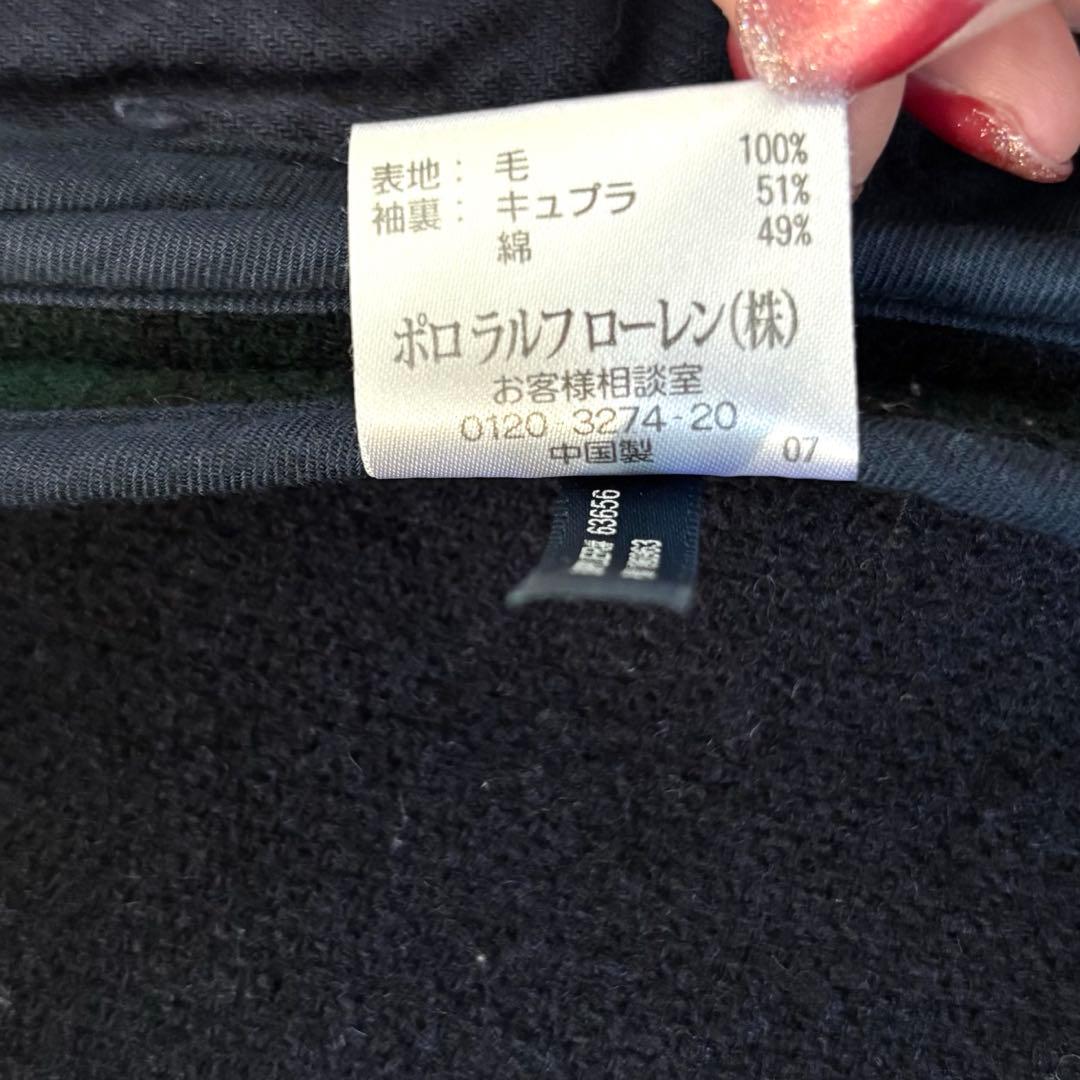 表地： 毛 100%
袖裏： キュプラ 51%
綿 49%
ポロ ラルフ ローレン(株)
お客様相談室
0120-3274-20
中国製 07
63656